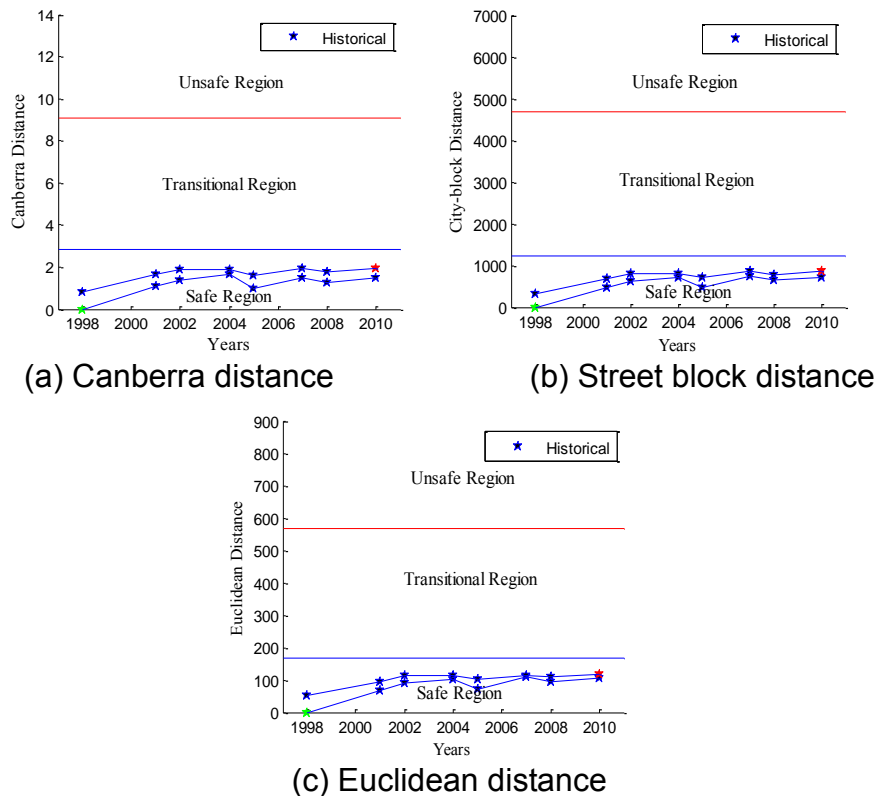 14
12
10
8
6
4
2
0
Canberra Distance
Historical
Unsafe Region
Transitional Region
Safe Region
1998 2000 2002 2004 2006 2008 2010
Years
(a) Canberra distance
7000
6000
5000
4000
3000
2000
1000
0
City-block Distance
Historical
Unsafe Region
Transitional Region
Safe Region
1998 2000 2002 2004 2006 2008 2010
Years
(b) Street block distance
900
800
700
600
500
400
300
200
100
0
Euclidean Distance
Historical
Unsafe Region
Transitional Region
Safe Region
1998 2000 2002 2004 2006 2008 2010
Years
(c) Euclidean distance